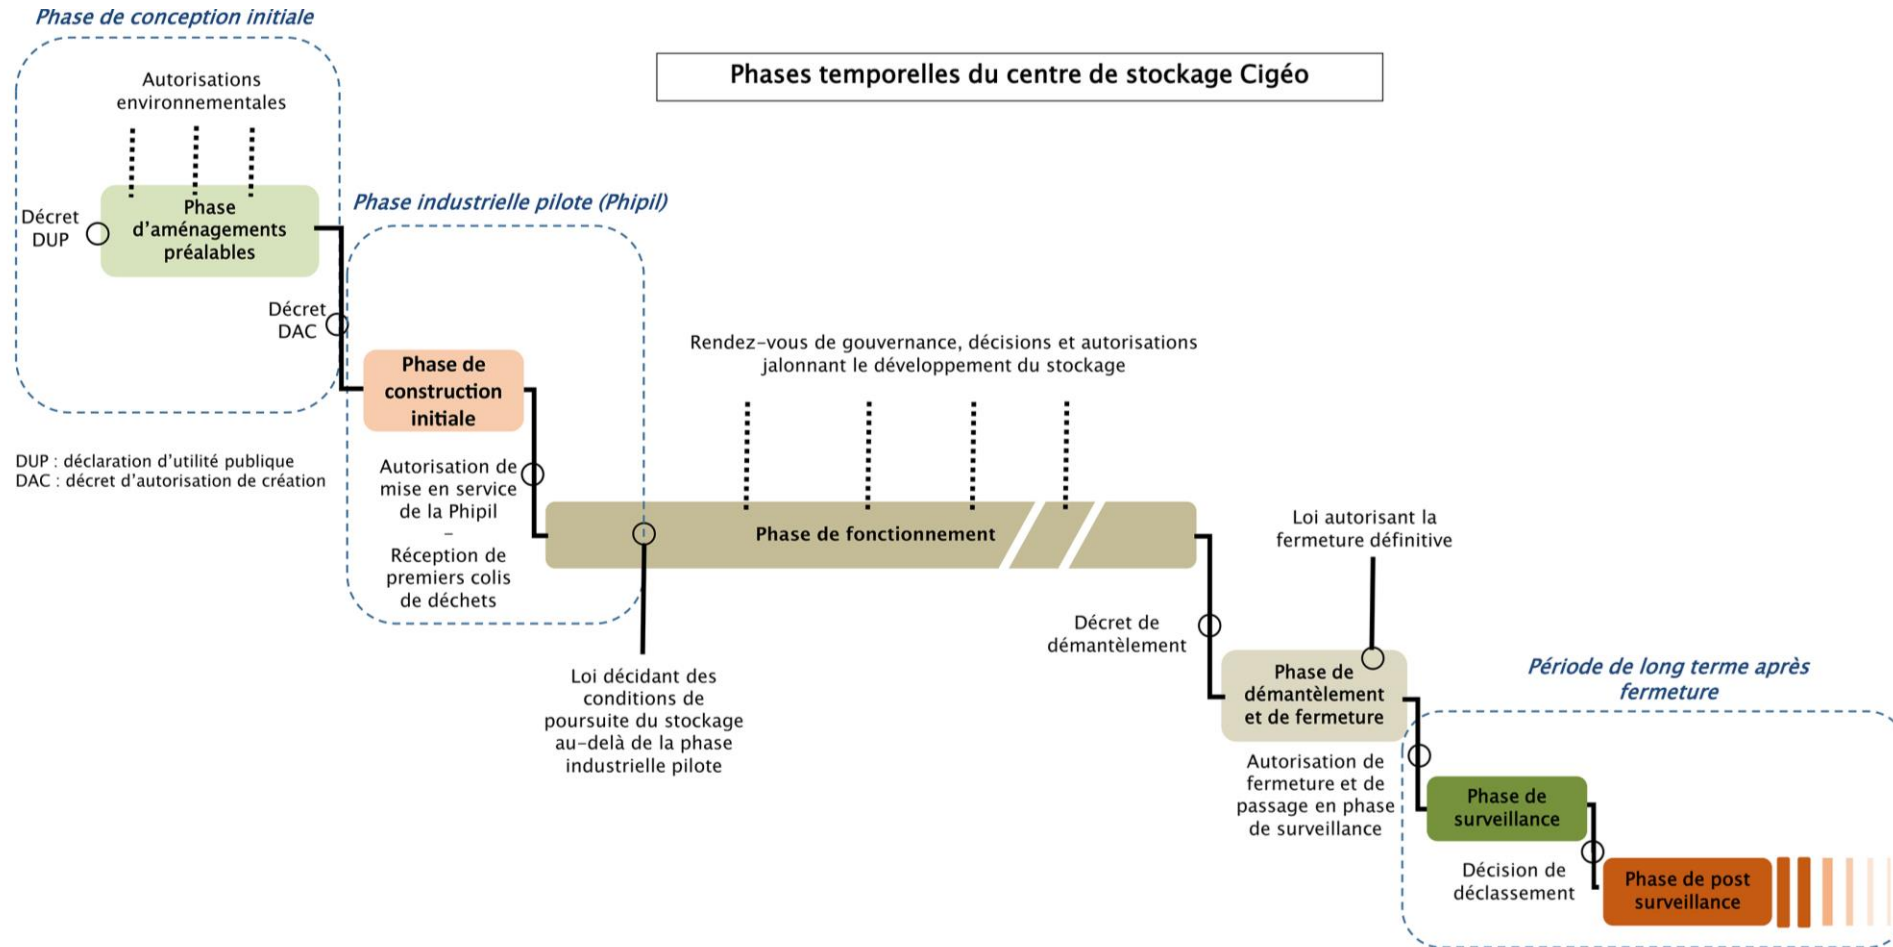 Phase de conception initiale
Phases temporelles du centre de stockage Cigéo
Autorisations
environnementales
Décret
DUP
Phase
d’aménagements
préalables
Phase industrielle pilote (Phipil)
Décret
DAC
Phase de
construction
initiale
Rendez-vous de gouvernance, décisions et autorisations
jalonnant le développement du stockage
DUP : déclaration d’utilité publique
DAC : décret d’autorisation de création
Autorisation de
mise en service
de la Phipil
–
Réception de
premiers colis
de déchets
Phase de fonctionnement
Loi autorisant la
fermeture définitive
Loi décidant des
conditions de
poursuite du stockage
au-delà de la phase
industrielle pilote
Décret de
démantèlement
Phase de
démantèlement
et de fermeture
Période de long terme après
fermeture
Autorisation de
fermeture et de
passage en phase
de surveillance
Phase de
surveillance
Décision de
déclassement
Phase de post
surveillance